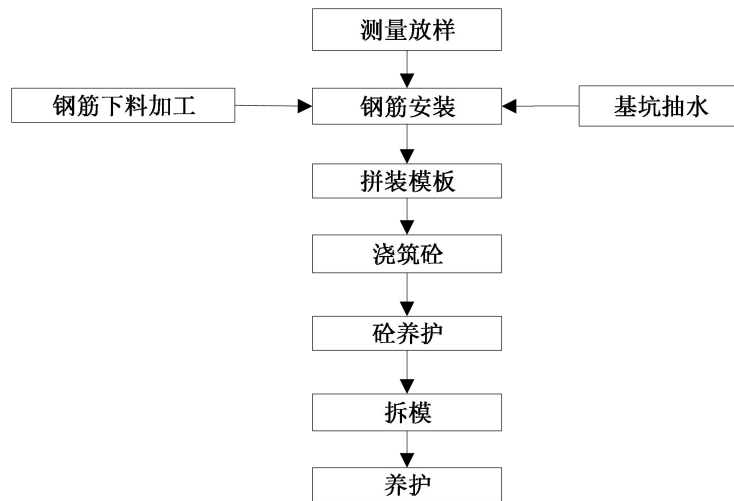 测量放样
钢筋下料加工
钢筋安装
基坑抽水
拼装模板
浇筑砼
砼养护
拆模
养护